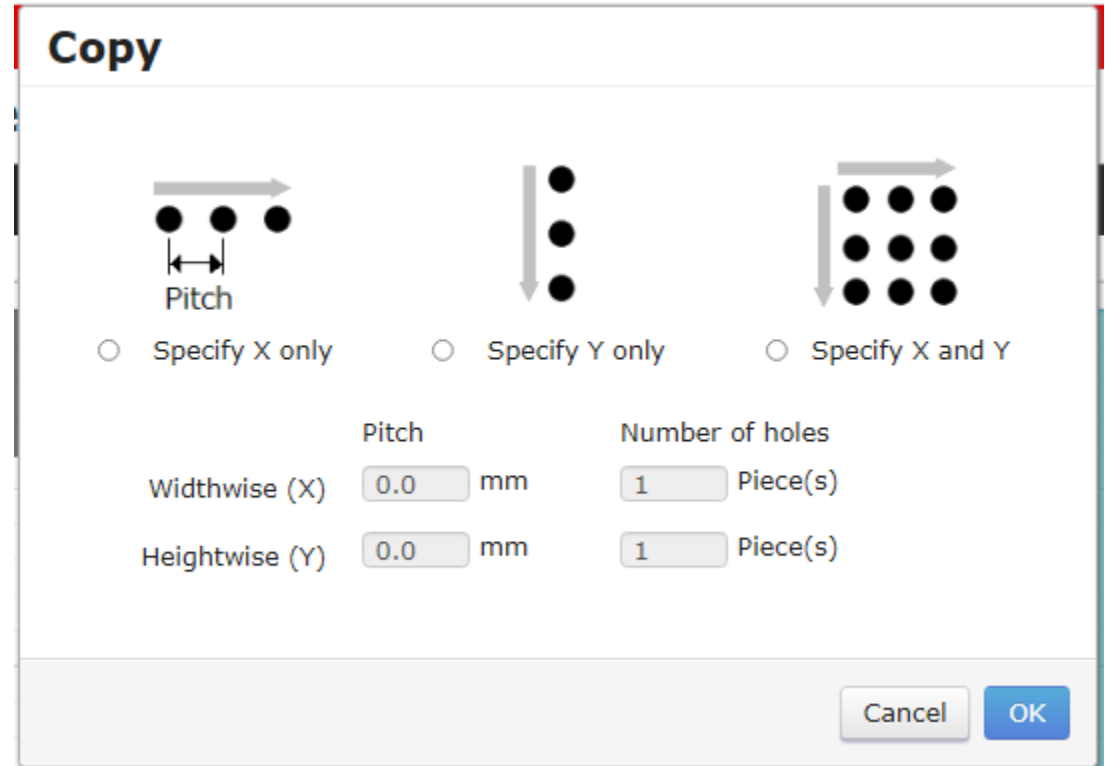 Copy
Pitch
Specify X only
Specify Y only
Specify X and Y
Pitch Number of holes
Widthwise (X) 0.0 mm 1 Piece(s)
Heightwise (Y) 0.0 mm 1 Piece(s)
Cancel OK